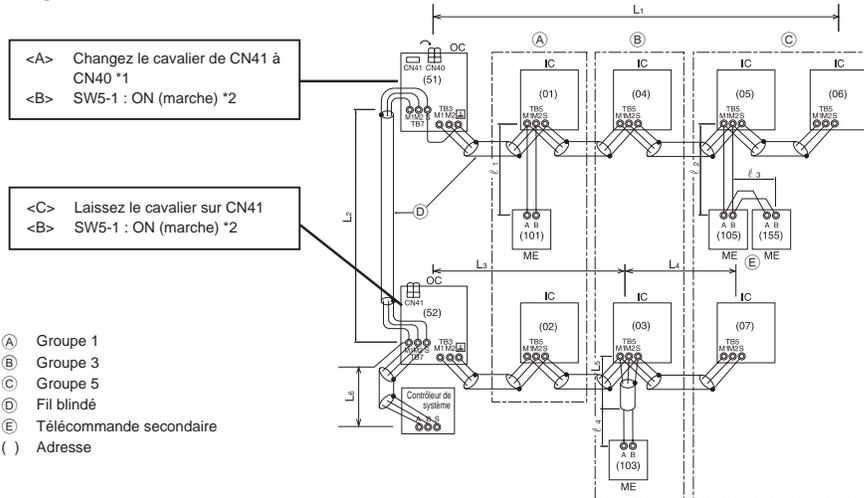 L1
<A> Changez le cavalier de CN41 à
CN40 *1
<B> SW5-1 : ON (marche) *2
OC
CN41 CN40
(51)
TB3
M1M2
M1M2 S
TB7
A
B
C
IC
(01)
TB5
M1M2S
IC
(04)
TB5
M1M2S
IC
(05)
TB5
M1M2S
IC
(06)
TB5
M1M2S
ℓ1
ℓ2
ℓ3
L2
D
A B
(101)
ME
A B
(105)
ME
A B
(155)
ME
E
<C> Laissez le cavalier sur CN41
<B> SW5-1 : ON (marche) *2
L3
L4
OC
CN41
(52)
TB3
M1M2S
M1M2 S
TB7
IC
(02)
TB5
M1M2S
IC
(03)
TB5
M1M2S
IC
(07)
TB5
M1M2S
L5
L6
ℓ4
Contrôleur de
système
A B S
A B
(103)
ME
A Groupe 1
B Groupe 3
C Groupe 5
D Fil blindé
E Télécommande secondaire
( ) Adresse